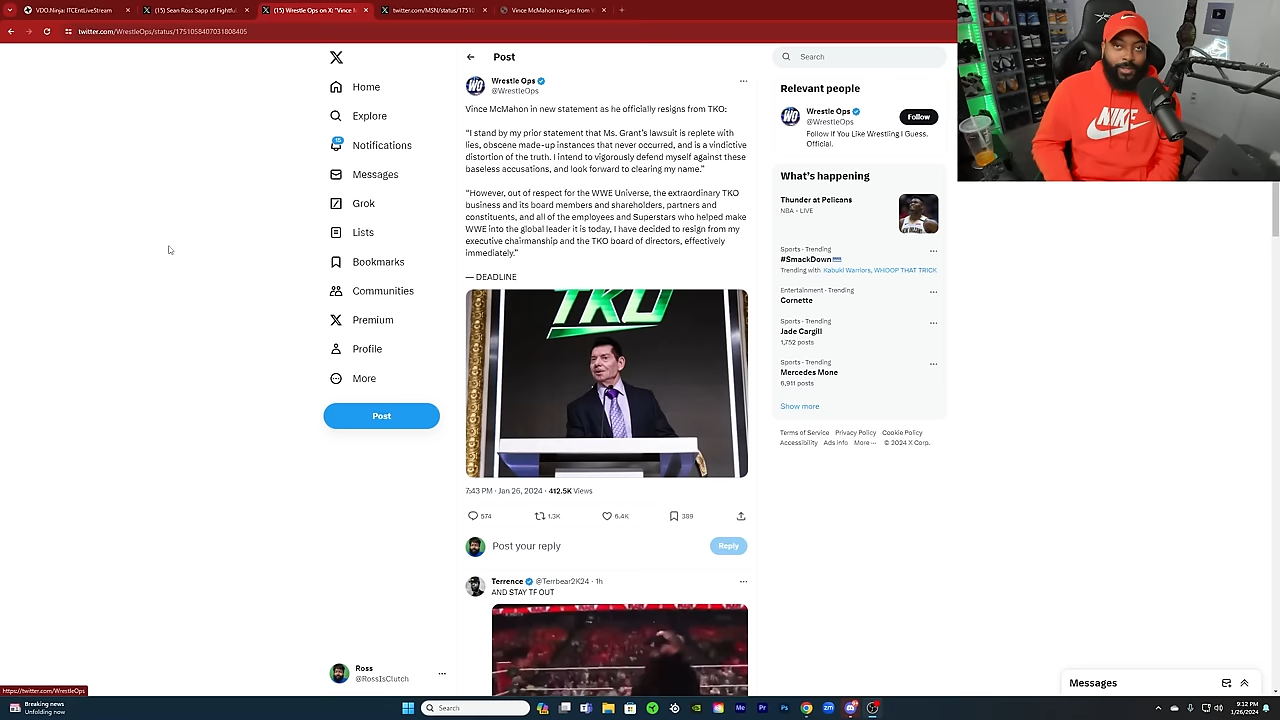 VDO.Ninja: ITCEntLiveStream
(15) Sean Ross Sapp of Fightful
(15) Wrestle Ops on X: "Vince M
twitter.com/MSN/status/17510
Vince McMahon resigns from
twitter.com/WrestleOps/status/1751058407031808405
Home
Explore
15
Notifications
Messages
Grok
Lists
Bookmarks
Communities
Premium
Profile
More
Post
Ross
@RossIsClutch
Post
Wrestle Ops
@WrestleOps
Vince McMahon in new statement as he officially resigns from TKO:
"I stand by my prior statement that Ms. Grant's lawsuit is replete with
lies, obscene made-up instances that never occurred, and is a vindictive
distortion of the truth. I intend to vigorously defend myself against these
baseless accusations, and look forward to clearing my name."
"However, out of respect for the WWE Universe, the extraordinary TKO
business and its board members and shareholders, partners and
constituents, and all of the employees and Superstars who helped make
WWE into the global leader it is today, I have decided to resign from my
executive chairmanship and the TKO board of directors, effectively
immediately."
— DEADLINE
TKO
7:43 PM · Jan 26, 2024 · 412.5K Views
574 1.3K 6.4K 389
Post your reply
Reply
Terrence @Terrbear2K24 · 1h
AND STAY TF OUT
Search
Relevant people
Wrestle Ops
@WrestleOps
Follow
Follow If You Like Wrestling I Guess.
Official.
What's happening
Thunder at Pelicans
NBA · LIVE
Sports · Trending
#SmackDown
Trending with Kabuki Warriors, WHOOP THAT TRICK
Entertainment · Trending
Cornette
Sports · Trending
Jade Cargill
1,752 posts
Sports · Trending
Mercedes Mone
6,911 posts
Show more
Terms of Service Privacy Policy Cookie Policy
Accessibility Ads info More ··· © 2024 X Corp.
NIKE
Messages
https://twitter.com/WrestleOps
Breaking news
Unfolding now
Search
9:12 PM
1/26/2024